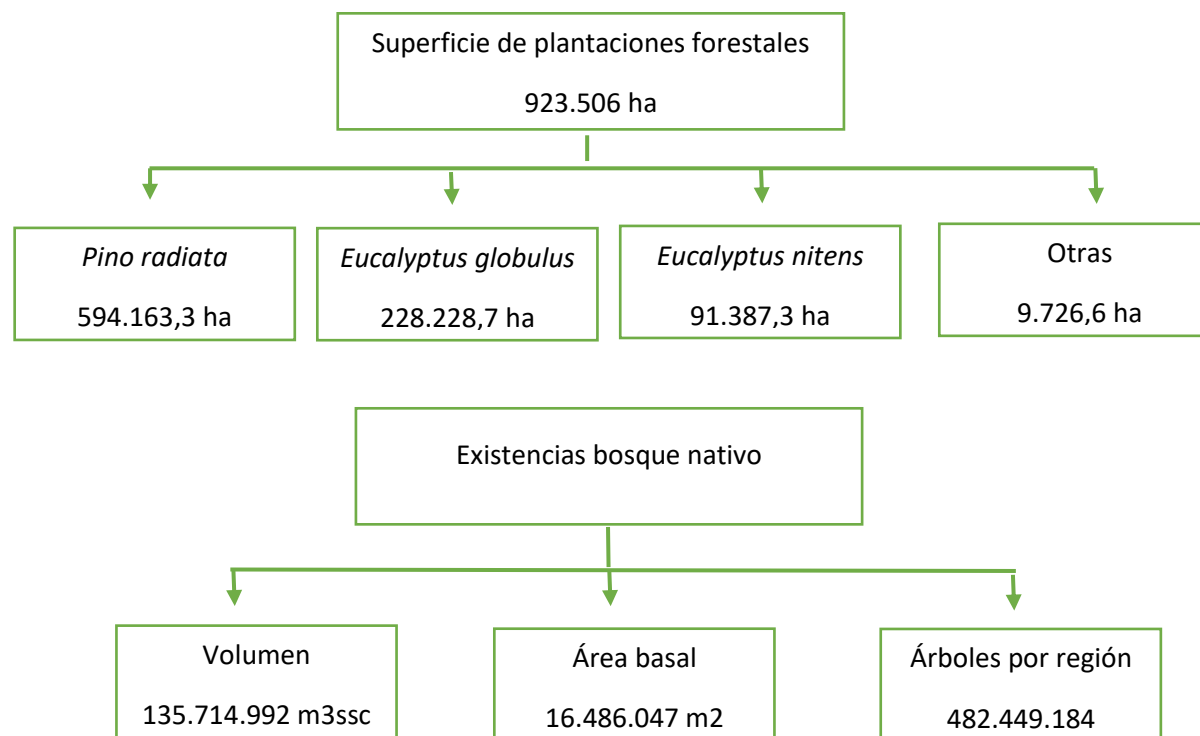 Superficie de plantaciones forestales
923.506 ha
Pino radiata
594.163,3 ha
Eucalyptus globulus
228.228,7 ha
Eucalyptus nitens
91.387,3 ha
Otras
9.726,6 ha
Existencias bosque nativo
Volumen
135.714.992 m3ssc
Área basal
16.486.047 m2
Árboles por región
482.449.184